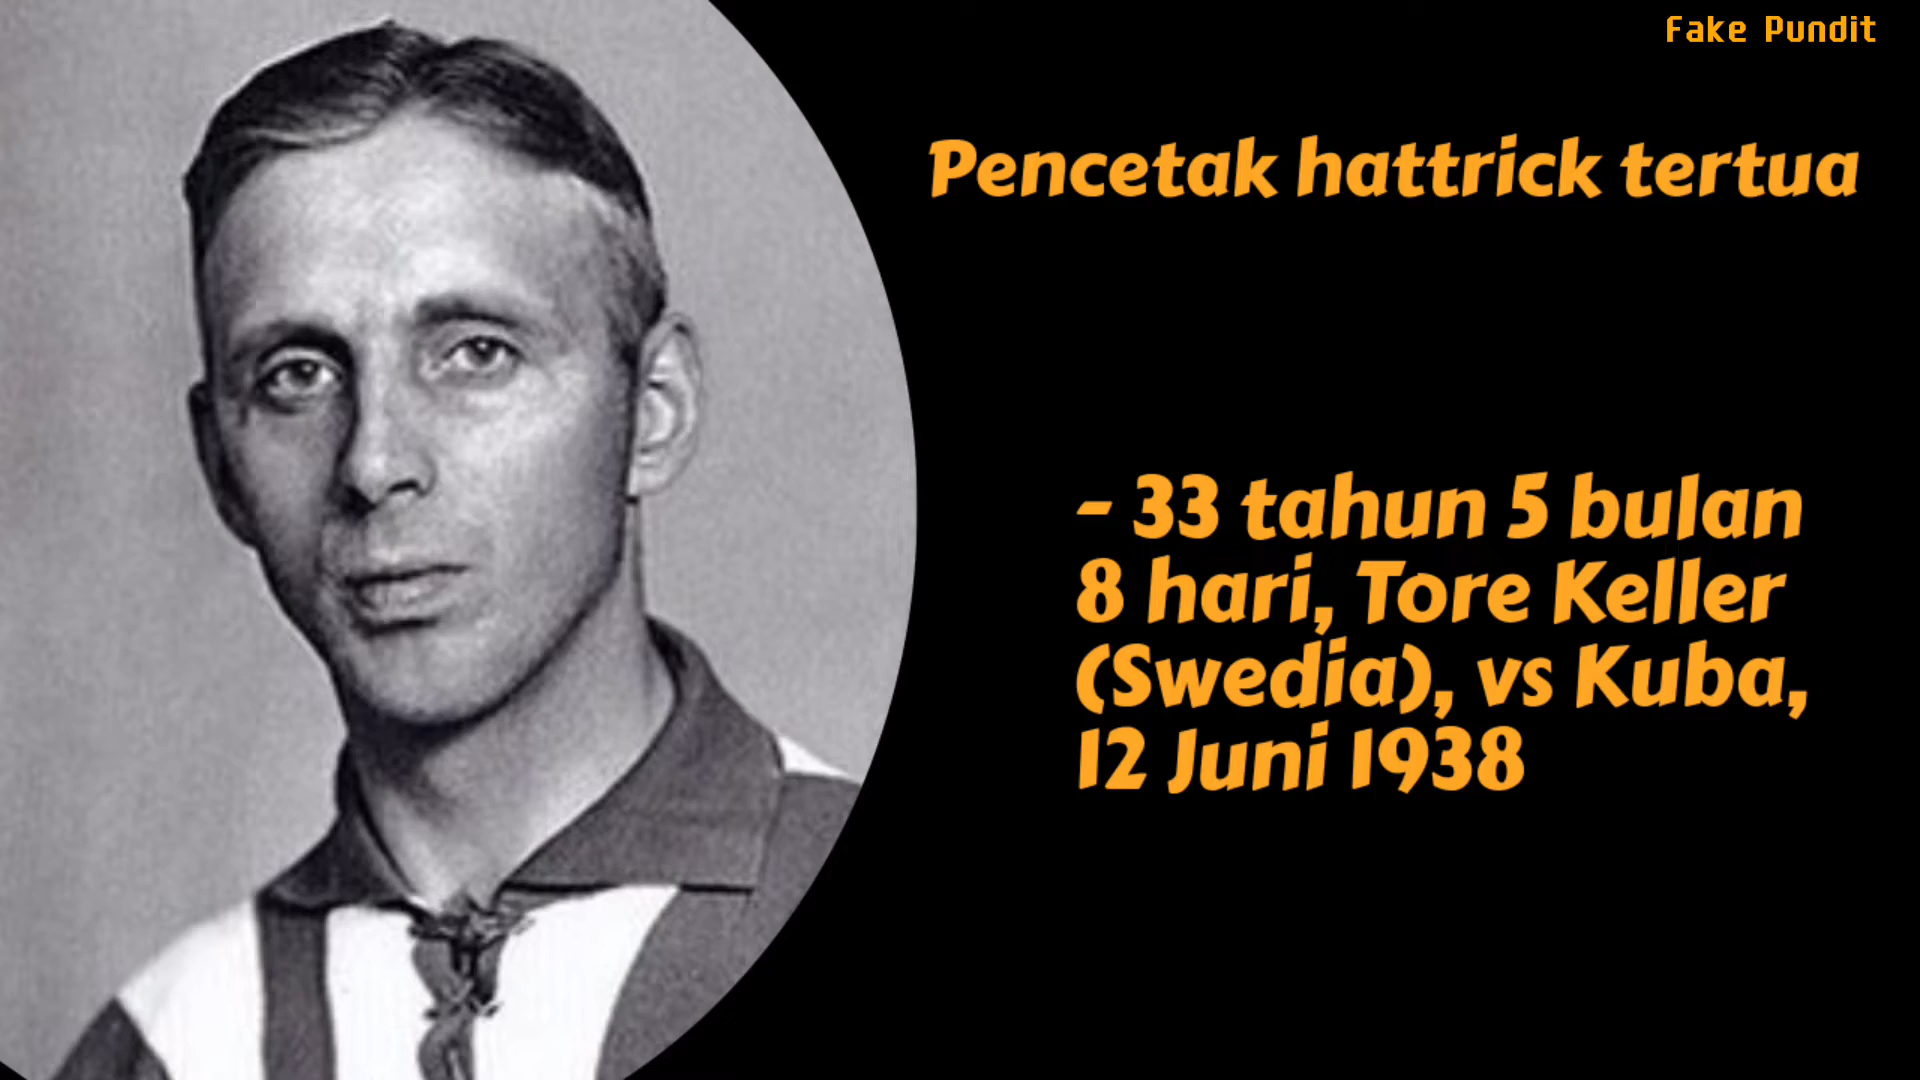 Fake Pundit
Pencetak hattrick tertua
- 33 tahun 5 bulan
8 hari, Tore Keller
(Swedia), vs Kuba,
12 Juni 1938